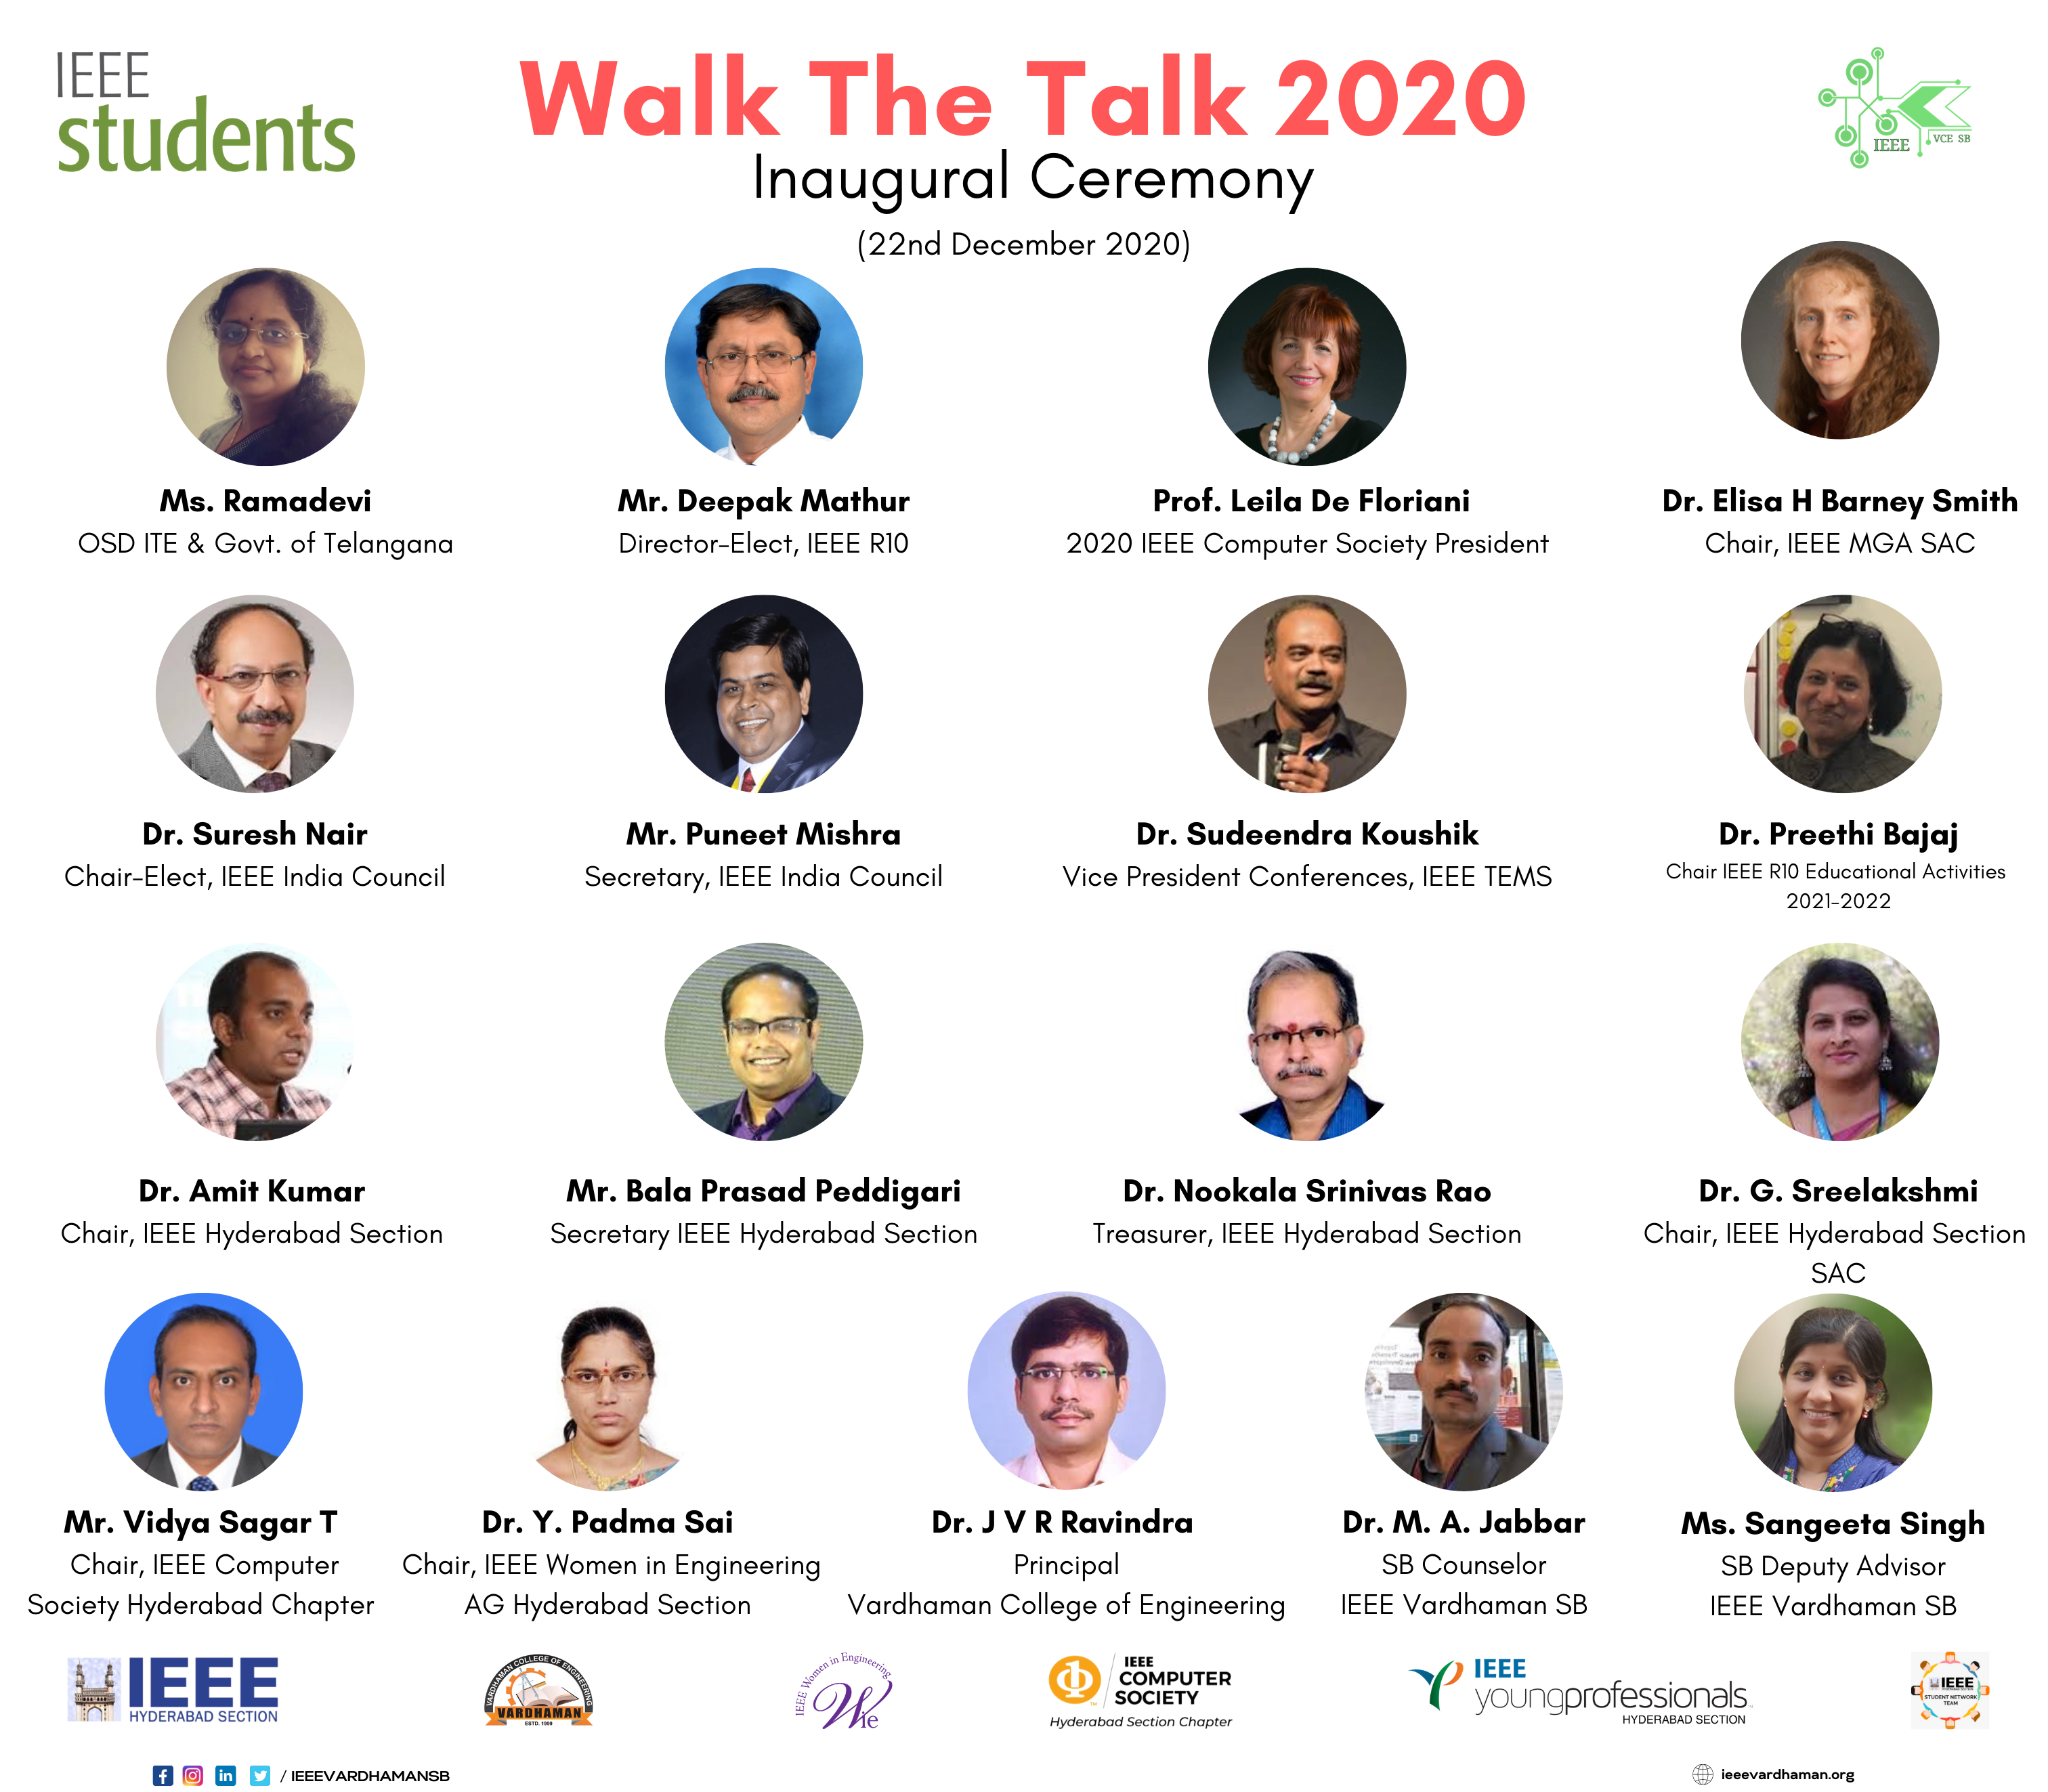 IEEE
students
Walk The Talk 2020
Inaugural Ceremony
(22nd December 2020)
IEEE
VCE SB
Ms. Ramadevi
OSD ITE & Govt. of Telangana
Mr. Deepak Mathur
Director-Elect, IEEE R10
Prof. Leila De Floriani
2020 IEEE Computer Society President
Dr. Elisa H Barney Smith
Chair, IEEE MGA SAC
Dr. Suresh Nair
Chair-Elect, IEEE India Council
Mr. Puneet Mishra
Secretary, IEEE India Council
Dr. Sudeendra Koushik
Vice President Conferences, IEEE TEMS
Dr. Preethi Bajaj
Chair IEEE R10 Educational Activities
2021-2022
Dr. Amit Kumar
Chair, IEEE Hyderabad Section
Mr. Bala Prasad Peddigari
Secretary IEEE Hyderabad Section
Dr. Nookala Srinivas Rao
Treasurer, IEEE Hyderabad Section
Dr. G. Sreelakshmi
Chair, IEEE Hyderabad Section
SAC
Mr. Vidya Sagar T
Chair, IEEE Computer
Society Hyderabad Chapter
Dr. Y. Padma Sai
Chair, IEEE Women in Engineering
AG Hyderabad Section
Dr. J V R Ravindra
Principal
Vardhaman College of Engineering
Dr. M. A. Jabbar
SB Counselor
IEEE Vardhaman SB
Ms. Sangeeta Singh
SB Deputy Advisor
IEEE Vardhaman SB
IEEE
HYDERABAD SECTION
VARDHAMAN COLLEGE OF ENGINEERING
VARDHAMAN
ESTD. 1999
IEEE Women in Engineering
WIe
IEEE
COMPUTER
SOCIETY
Hyderabad Section Chapter
IEEE
youngprofessionals
HYDERABAD SECTION
IEEE
HYDERABAD SECTION
STUDENT NETWORK
TEAM
/ IEEEVARDHAMANSB
ieeevardhaman.org